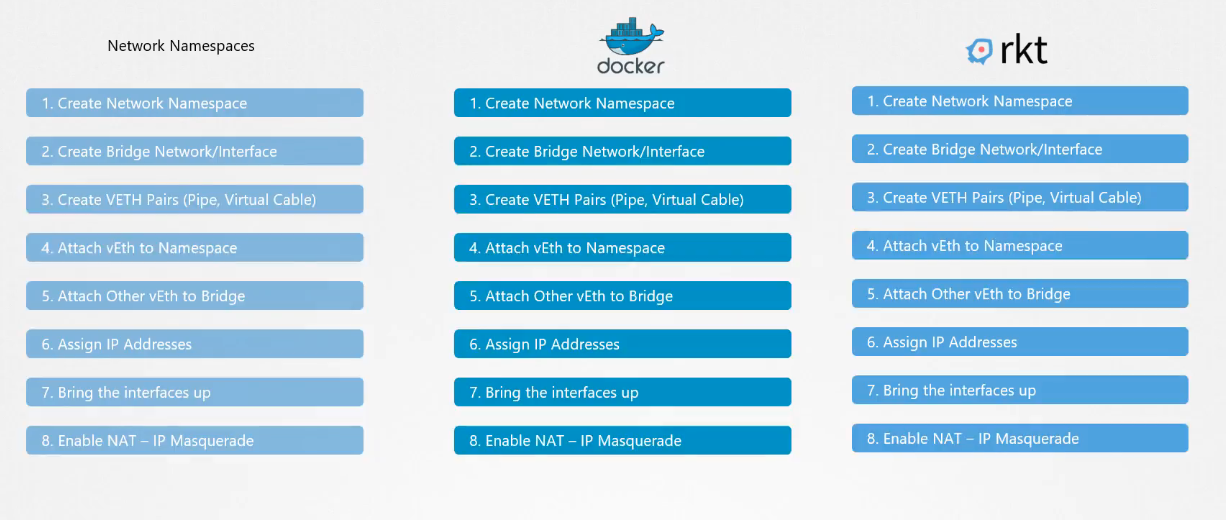 Network Namespaces
1. Create Network Namespace
2. Create Bridge Network/Interface
3. Create VETH Pairs (Pipe, Virtual Cable)
4. Attach vEth to Namespace
5. Attach Other vEth to Bridge
6. Assign IP Addresses
7. Bring the interfaces up
8. Enable NAT – IP Masquerade
docker
1. Create Network Namespace
2. Create Bridge Network/Interface
3. Create VETH Pairs (Pipe, Virtual Cable)
4. Attach vEth to Namespace
5. Attach Other vEth to Bridge
6. Assign IP Addresses
7. Bring the interfaces up
8. Enable NAT – IP Masquerade
rkt
1. Create Network Namespace
2. Create Bridge Network/Interface
3. Create VETH Pairs (Pipe, Virtual Cable)
4. Attach vEth to Namespace
5. Attach Other vEth to Bridge
6. Assign IP Addresses
7. Bring the interfaces up
8. Enable NAT – IP Masquerade